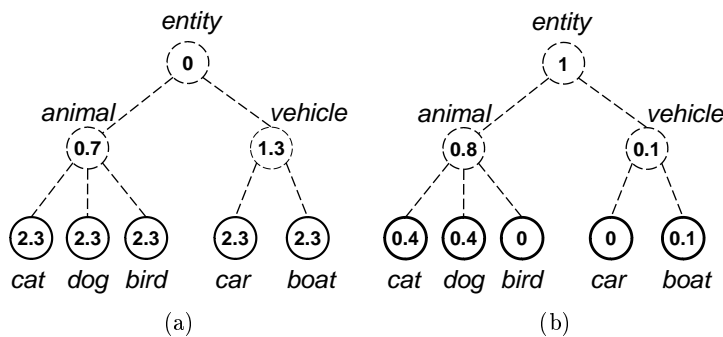 entity entity
0 1
animal vehicle animal vehicle
0.7 1.3 0.8 0.1
2.3 2.3 2.3 2.3 2.3 0.4 0.4 0 0 0.1
cat dog bird car boat cat dog bird car boat
(a) (b)